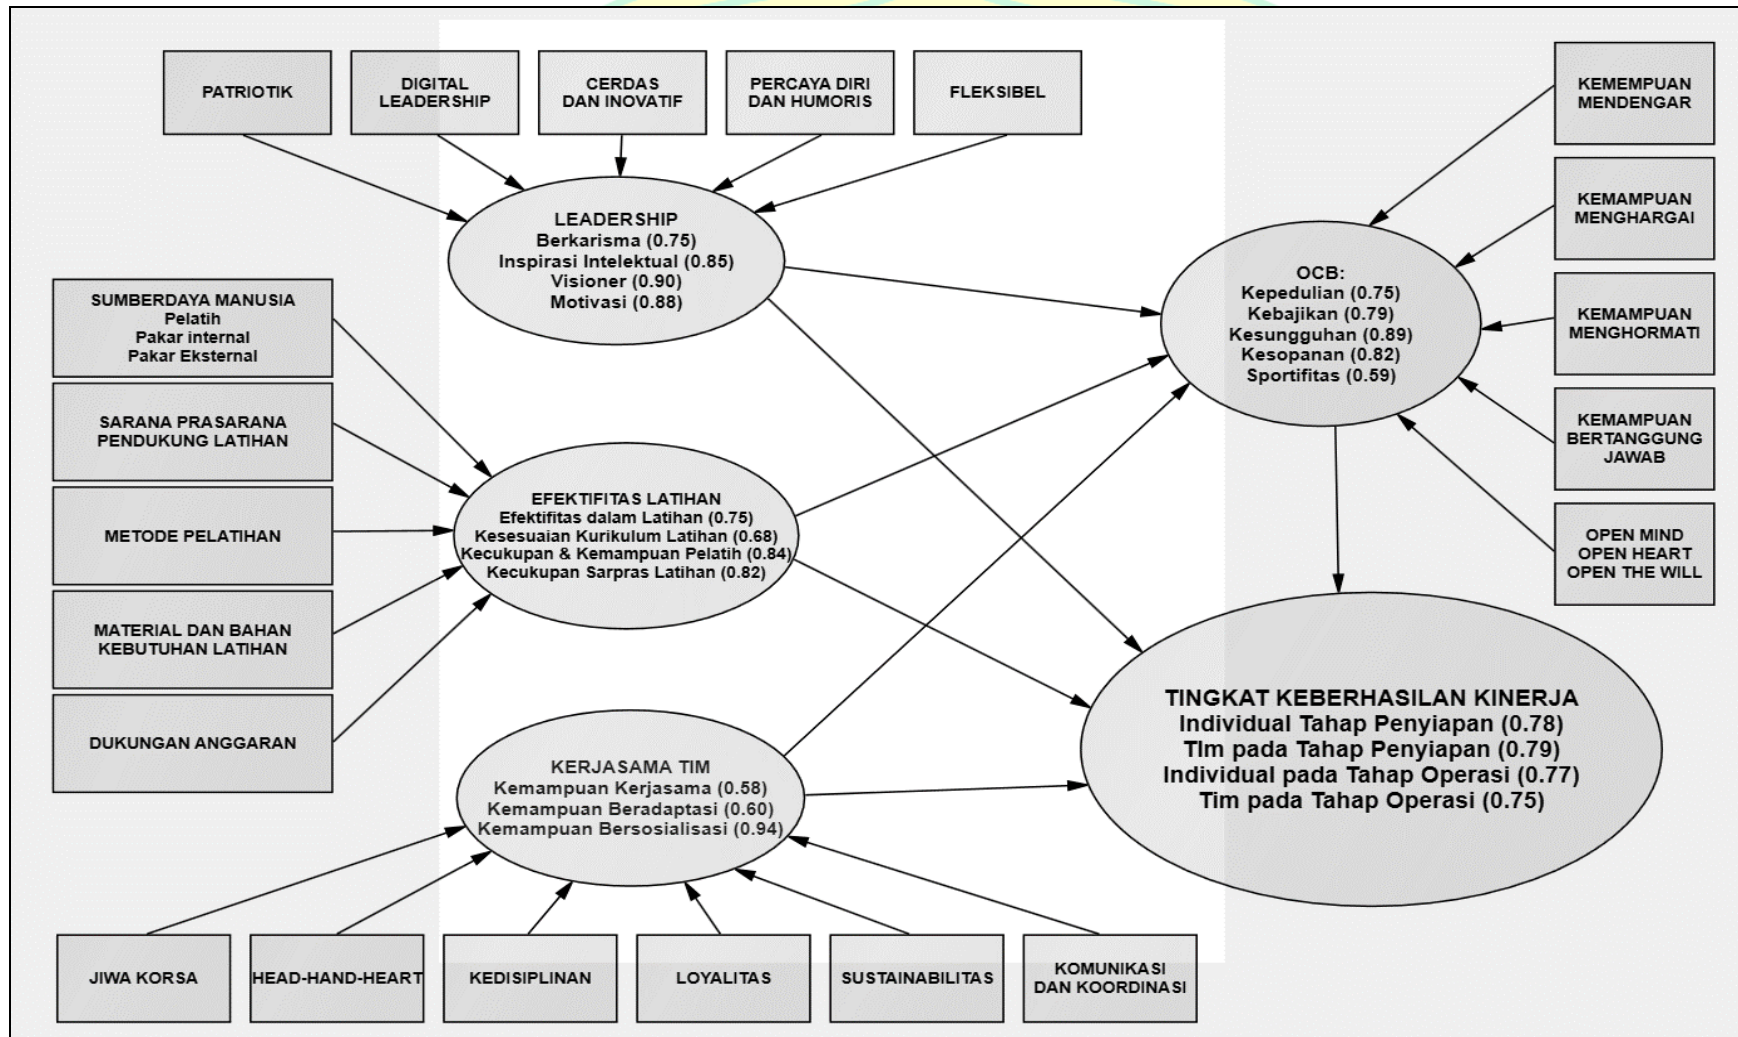 PATRIOTIK
DIGITAL
LEADERSHIP
CERDAS
DAN INOVATIF
PERCAYA DIRI
DAN HUMORIS
FLEKSIBEL
LEADERSHIP
Berkarisma (0.75)
Inspirasi Intelektual (0.85)
Visioner (0.90)
Motivasi (0.88)
SUMBERDAYA MANUSIA
Pelatih
Pakar internal
Pakar Eksternal
SARANA PRASARANA
PENDUKUNG LATIHAN
METODE PELATIHAN
MATERIAL DAN BAHAN
KEBUTUHAN LATIHAN
DUKUNGAN ANGGARAN
EFEKTIFITAS LATIHAN
Efektifitas dalam Latihan (0.75)
Kesesuaian Kurikulum Latihan (0.68)
Kecukupan & Kemampuan Pelatih (0.84)
Kecukupan Sarpras Latihan (0.82)
KERJASAMA TIM
Kemampuan Kerjasama (0.58)
Kemampuan Beradaptasi (0.60)
Kemampuan Bersosialisasi (0.94)
JIWA KORSA
HEAD-HAND-HEART
KEDISIPLINAN
LOYALITAS
SUSTAINABILITAS
KOMUNIKASI
DAN KOORDINASI
OCB:
Kepedulian (0.75)
Kebajikan (0.79)
Kesungguhan (0.89)
Kesopanan (0.82)
Sportifitas (0.59)
KEMEMPUAN
MENDENGAR
KEMAMPUAN
MENGHARGAI
KEMAMPUAN
MENGHORMATI
KEMAMPUAN
BERTANGGUNG
JAWAB
OPEN MIND
OPEN HEART
OPEN THE WILL
TINGKAT KEBERHASILAN KINERJA
Individual Tahap Penyiapan (0.78)
TIm pada Tahap Penyiapan (0.79)
Individual pada Tahap Operasi (0.77)
Tim pada Tahap Operasi (0.75)